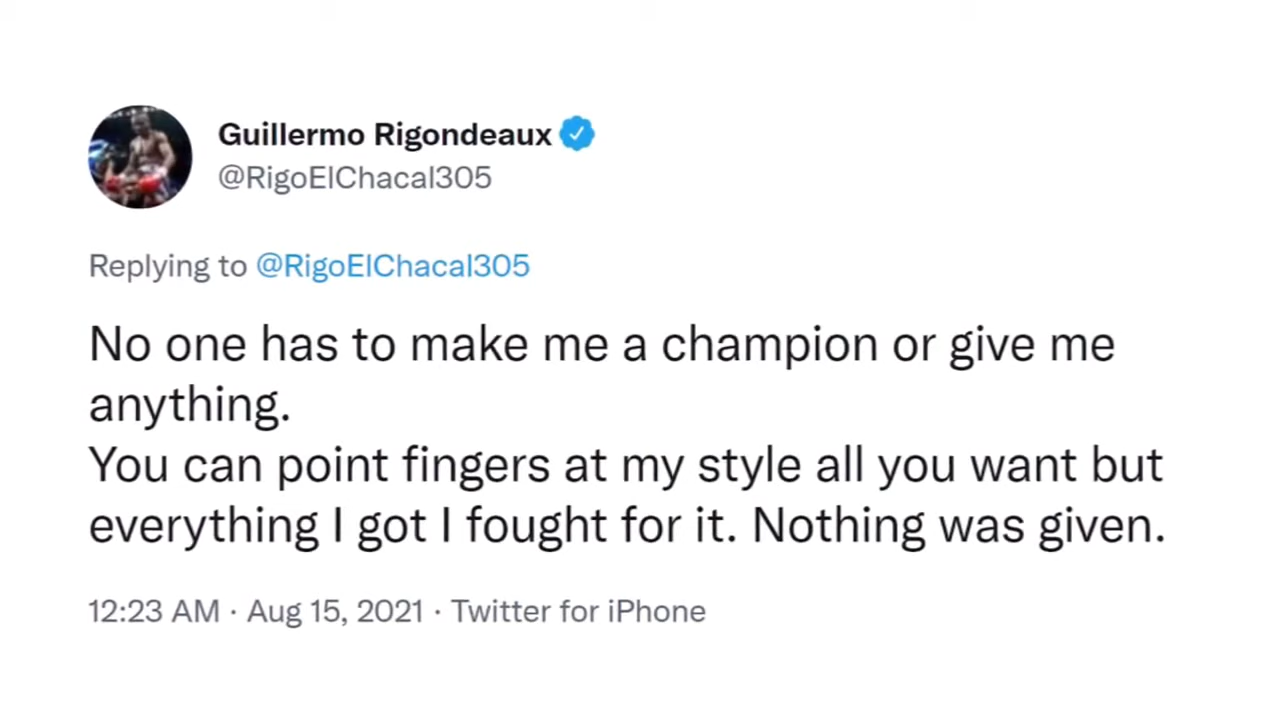 Guillermo Rigondeaux
@RigoElChacal305
Replying to @RigoElChacal305
No one has to make me a champion or give me
anything.
You can point fingers at my style all you want but
everything I got I fought for it. Nothing was given.
12:23 AM · Aug 15, 2021 · Twitter for iPhone